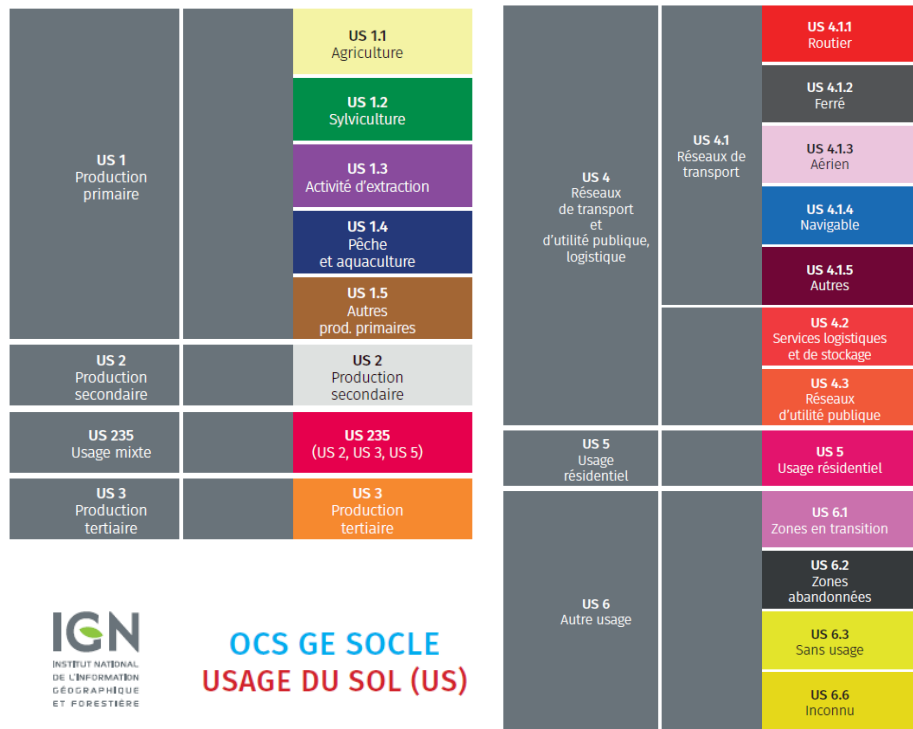 US 1
Production
primaire
US 1.1
Agriculture
US 1.2
Sylviculture
US 1.3
Activité d'extraction
US 1.4
Pêche
et aquaculture
US 1.5
Autres
prod. primaires
US 2
Production
secondaire
US 2
Production
secondaire
US 235
Usage mixte
US 235
(US 2, US 3, US 5)
US 3
Production
tertiaire
US 3
Production
tertiaire
IGN
INSTITUT NATIONAL
DE L'INFORMATION
GÉOGRAPHIQUE
ET FORESTIÈRE
OCS GE SOCLE
USAGE DU SOL (US)
US 4
Réseaux
de transport
et
d'utilité publique,
logistique
US 4.1
Réseaux de
transport
US 4.1.1
Routier
US 4.1.2
Ferré
US 4.1.3
Aérien
US 4.1.4
Navigable
US 4.1.5
Autres
US 4.2
Services logistiques
et de stockage
US 4.3
Réseaux
d'utilité publique
US 5
Usage
résidentiel
US 5
Usage résidentiel
US 6
Autre usage
US 6.1
Zones en transition
US 6.2
Zones
abandonnées
US 6.3
Sans usage
US 6.6
Inconnu